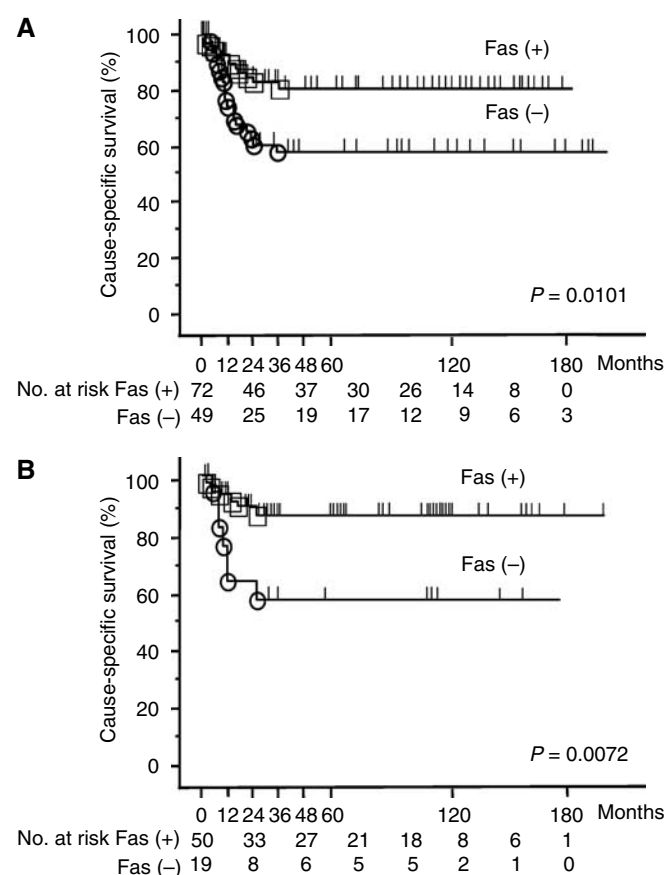 A
Cause-specific survival (%)
100
80
60
40
20
0
Fas (+)
Fas (–)
P = 0.0101
0 12 24 36 48 60 120 180 Months
No. at risk Fas (+) 72 46 37 30 26 14 8 0
Fas (–) 49 25 19 17 12 9 6 3
B
Cause-specific survival (%)
100
80
60
40
20
0
Fas (+)
Fas (–)
P = 0.0072
0 12 24 36 48 60 120 180 Months
No. at risk Fas (+) 50 33 27 21 18 8 6 1
Fas (–) 19 8 6 5 5 2 1 0